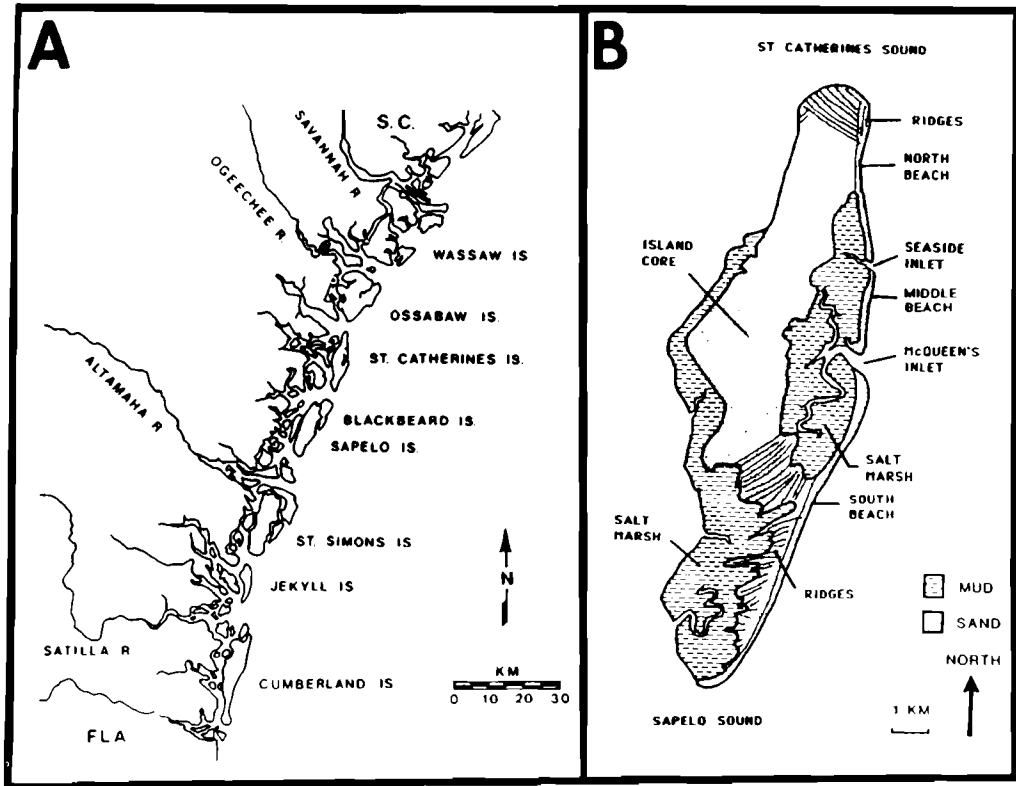 A
S.C.
SAVANNAH R
OGEECHEE R.
WASSAW IS
OSSABAW IS.
ST. CATHERINES IS.
ALTAMAHA R
BLACKBEARD IS.
SAPELO IS.
ST. SIMONS IS
N
JEKYLL IS
SATILLA R
CUMBERLAND IS
KM
0 10 20 30
FLA
B
ST CATHERINES SOUND
RIDGES
NORTH
BEACH
ISLAND
CORE
SEASIDE
INLET
MIDDLE
BEACH
McQUEEN'S
INLET
SALT
MARSH
SOUTH
BEACH
SALT
MARSH
RIDGES
MUD
SAND
NORTH
1 KM
SAPELO SOUND